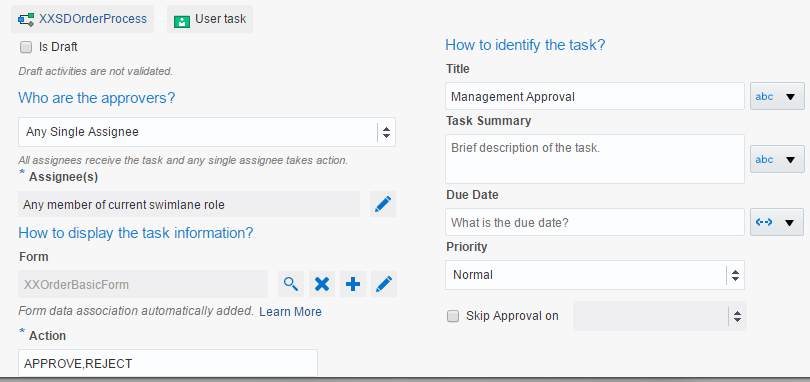 XXSDOrderProcess
User task
Is Draft
Draft activities are not validated.
Who are the approvers?
Any Single Assignee
All assignees receive the task and any single assignee takes action.
* Assignee(s)
Any member of current swimlane role
How to display the task information?
Form
XXOrderBasicForm
Form data association automatically added. Learn More
* Action
APPROVE,REJECT
How to identify the task?
Title
Management Approval
abc
Task Summary
Brief description of the task.
abc
Due Date
What is the due date?
Priority
Normal
Skip Approval on